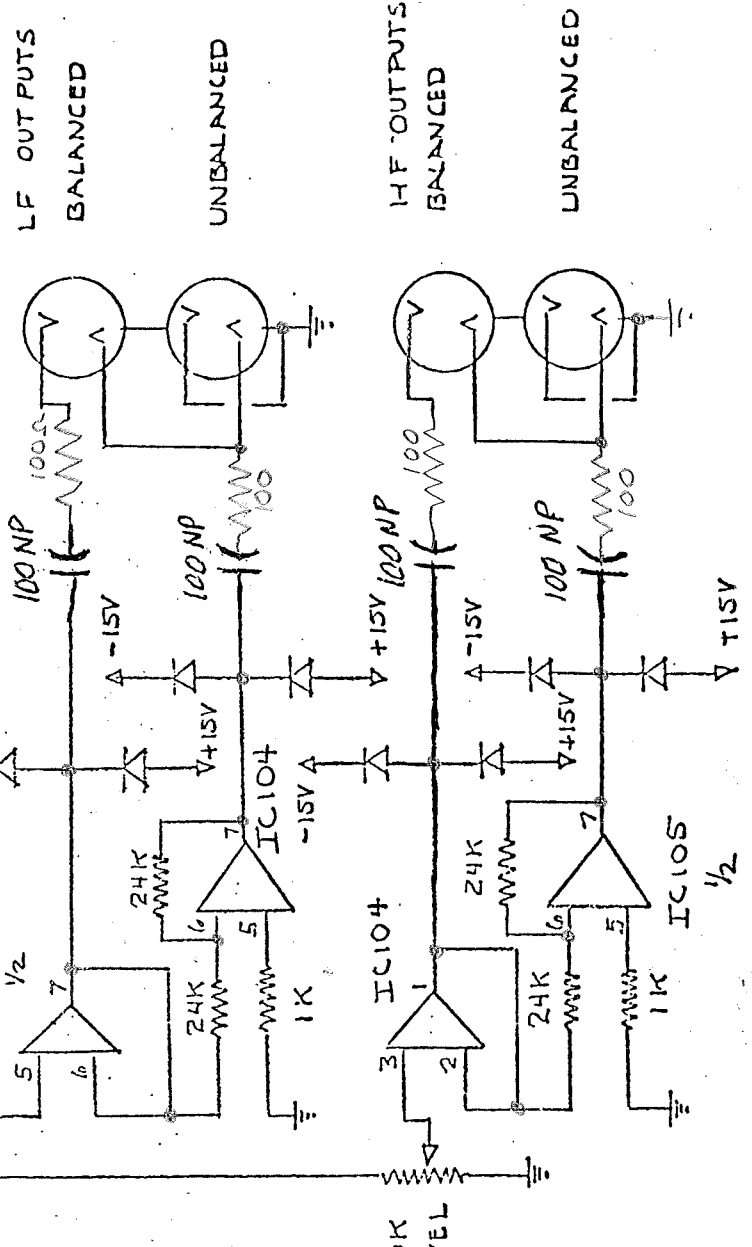 LF OUTPUTS
BALANCED
UNBALANCED
HF OUTPUTS
BALANCED
UNBALANCED
100Ω
100 NP
100
100 NP
-15V
+15V
+15V
1/2
7
5
6
24K
7
IC104
6
5
24K
1K
100
100 NP
100
100 NP
-15V
+15V
-15V
+15V
IC104
1
3
2
24K
7
IC105
1/2
6
5
24K
1K